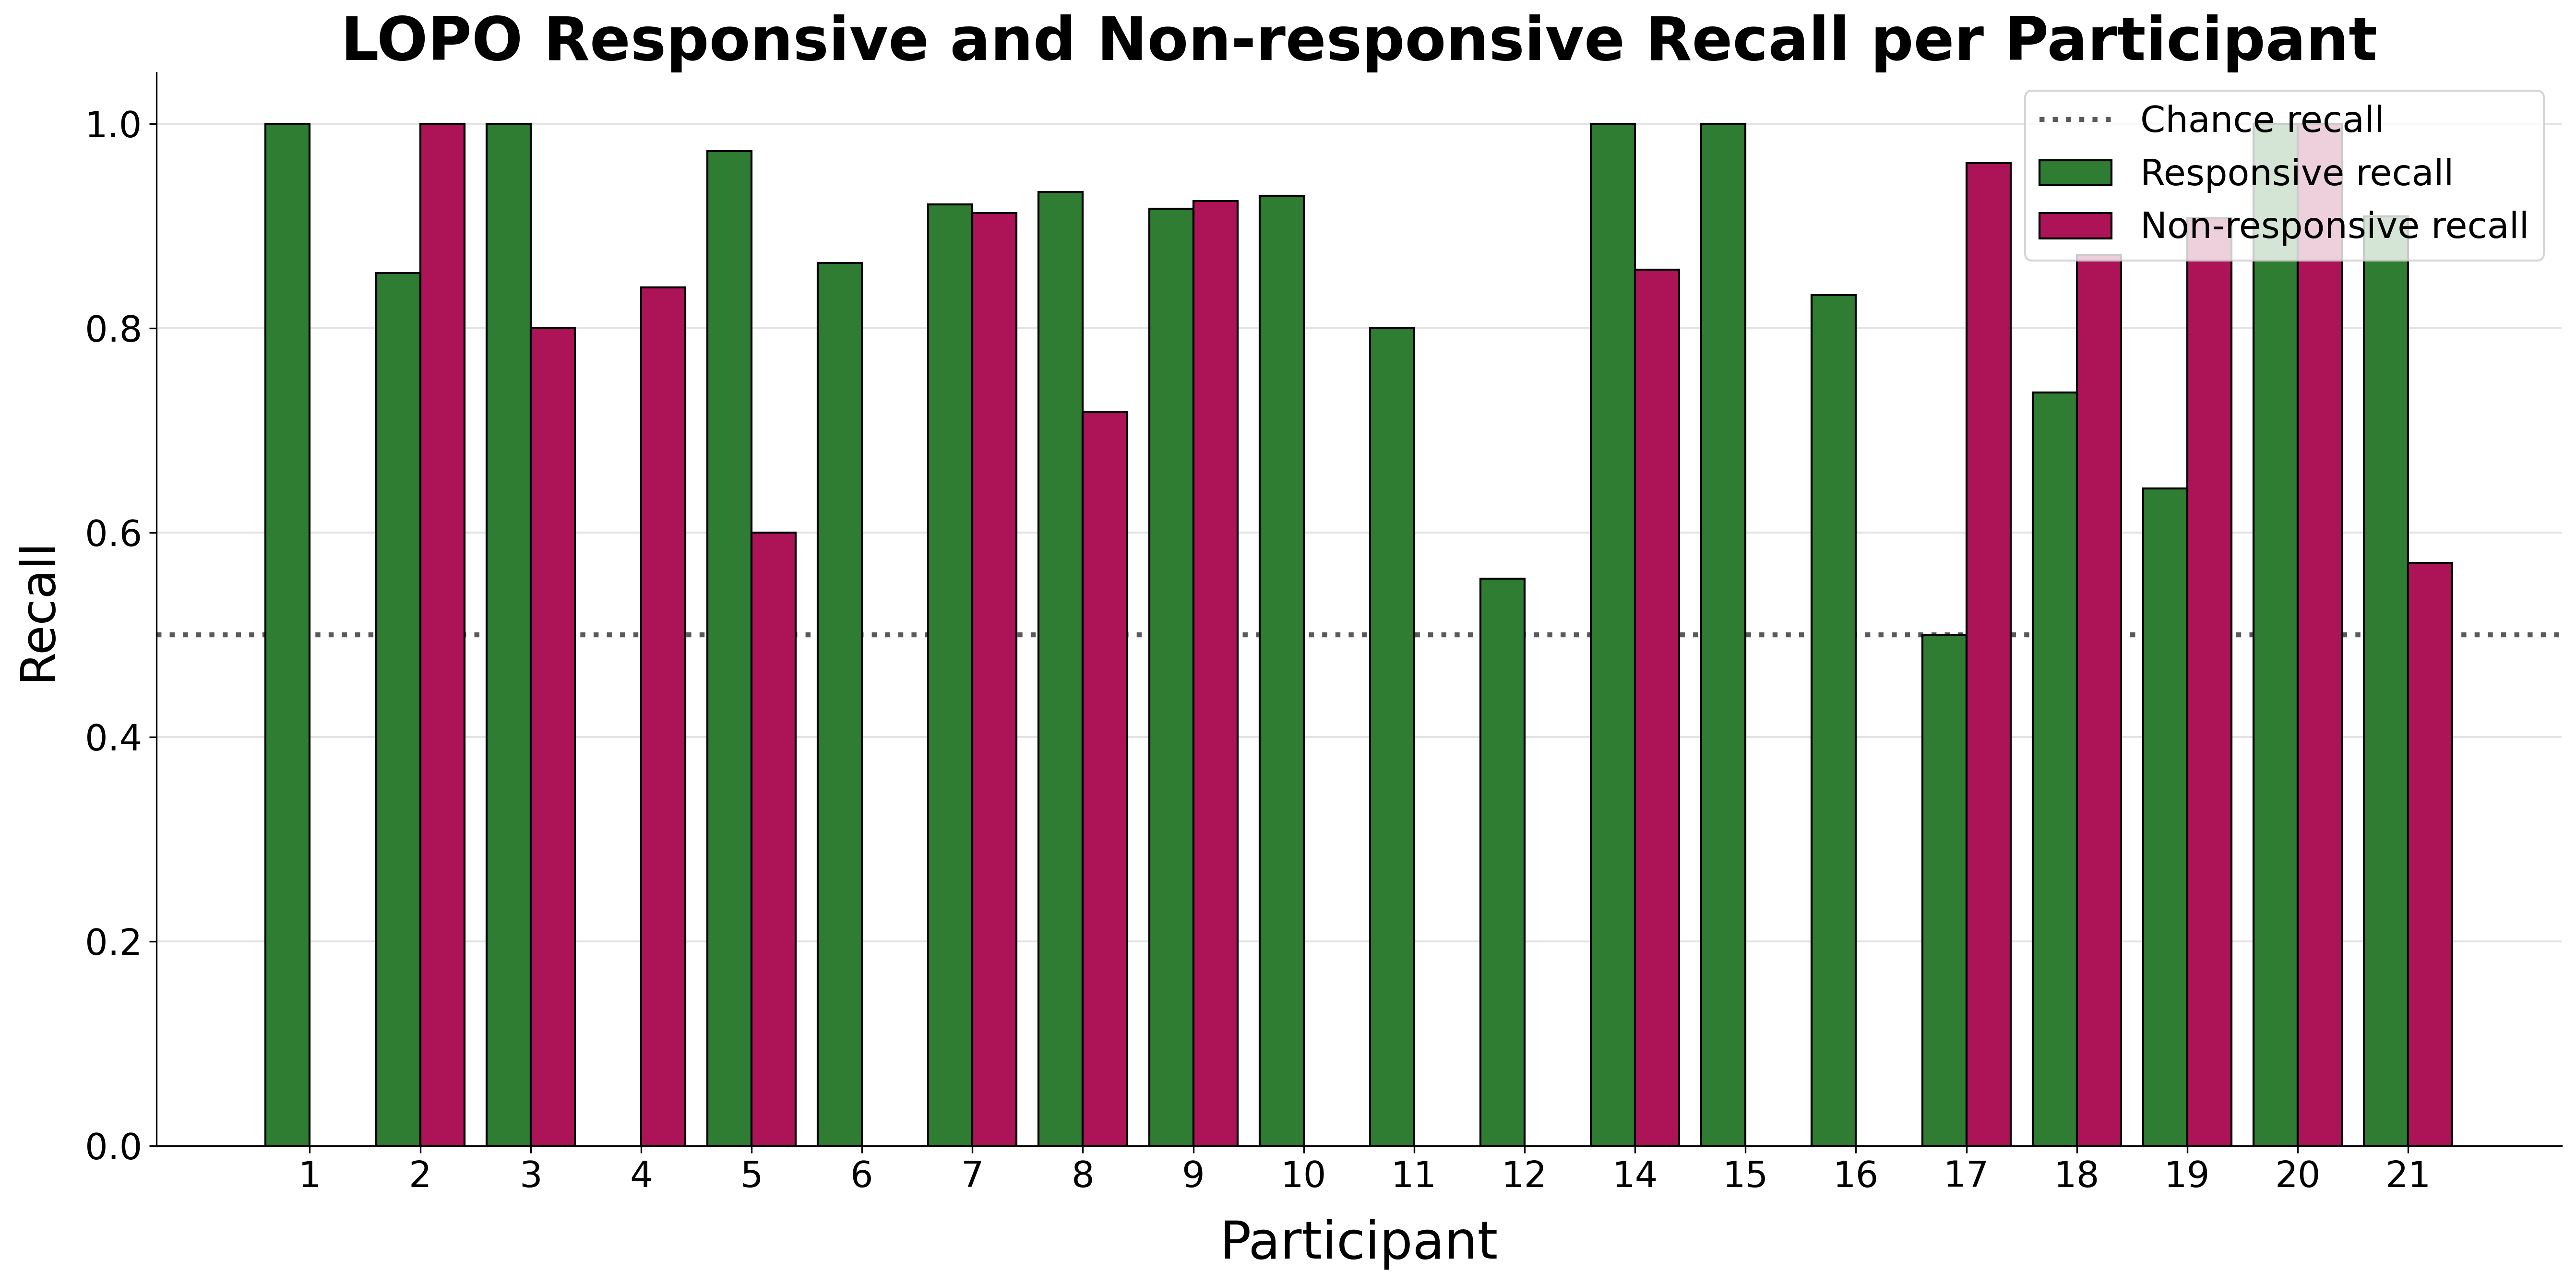 LOPO Responsive and Non-responsive Recall per Participant
Chance recall
Responsive recall
Non-responsive recall
1.0
0.8
0.6
0.4
0.2
0.0
Recall
1 2 3 4 5 6 7 8 9 10 11 12 14 15 16 17 18 19 20 21
Participant